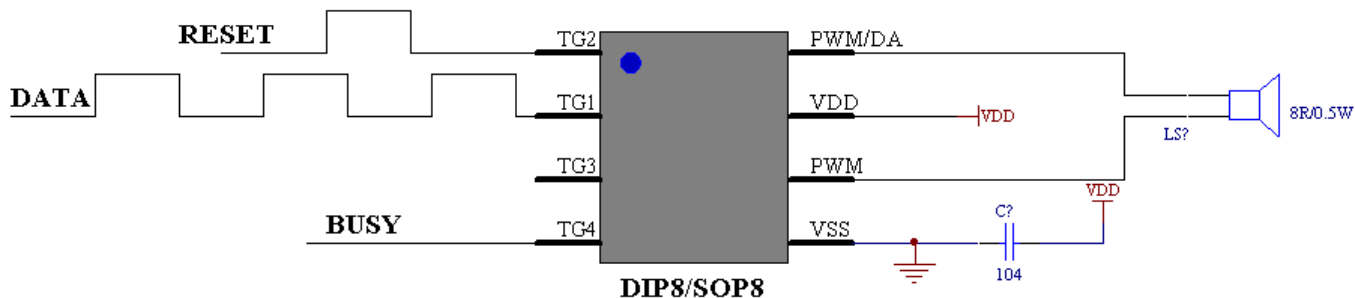 RESET
TG2
PWM/DA
DATA
TG1
VDD
VDD
8R/0.5W
LS?
TG3
PWM
VDD
BUSY
TG4
VSS
C?
104
DIP8/SOP8